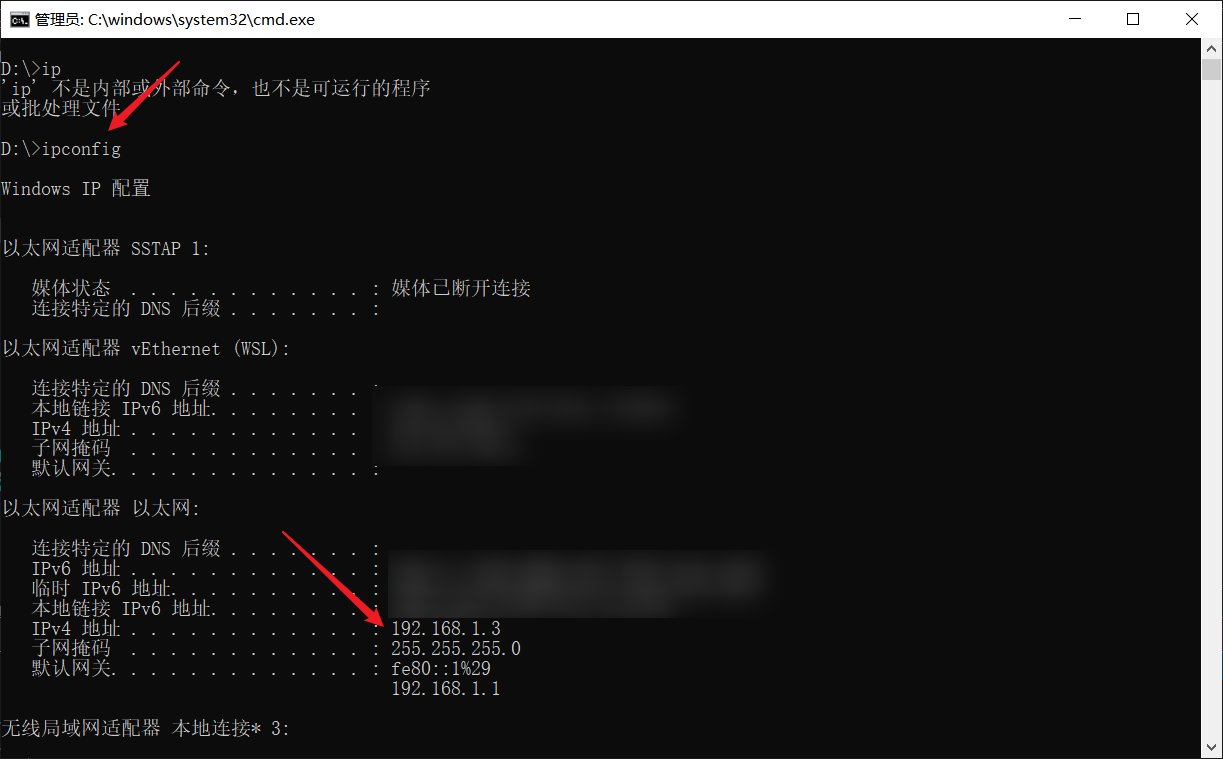 管理员: C:\windows\system32\cmd.exe
D:\>ip
'ip' 不是内部或外部命令，也不是可运行的程序
或批处理文件
D:\>ipconfig
Windows IP 配置
以太网适配器 SSTAP 1:
媒体状态 . . . . . . . . . . . . : 媒体已断开连接
连接特定的 DNS 后缀 . . . . . . . :
以太网适配器 vEthernet (WSL):
连接特定的 DNS 后缀 . . . . . . .
本地链接 IPv6 地址. . . . . . . .
IPv4 地址 . . . . . . . . . . . .
子网掩码 . . . . . . . . . . . .
默认网关. . . . . . . . . . . . . :
以太网适配器 以太网:
连接特定的 DNS 后缀 . . . . . . . :
IPv6 地址 . . . . . . . . . . . . :
临时 IPv6 地址. . . . . . . . . . :
本地链接 IPv6 地址. . . . . . . . :
IPv4 地址 . . . . . . . . . . . . : 192.168.1.3
子网掩码 . . . . . . . . . . . . : 255.255.255.0
默认网关. . . . . . . . . . . . . : fe80::1%29
192.168.1.1
无线局域网适配器 本地连接* 3: